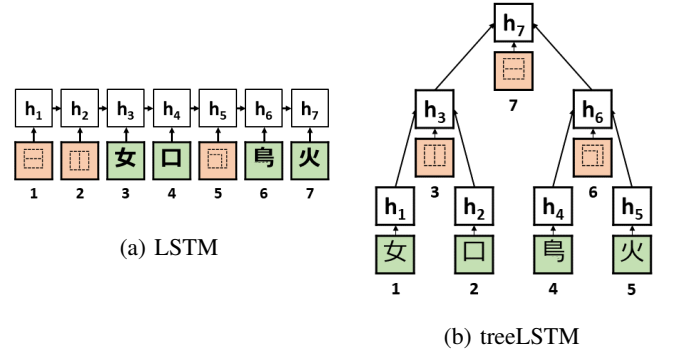 h₇
⿱
7
h₁ h₂ h₃ h₄ h₅ h₆ h₇
⿱ ⿰ 女 口 ⿹ 鳥 火
1 2 3 4 5 6 7
(a) LSTM
h₃ h₆
⿰ ⿹
3 6
h₁ h₂ h₄ h₅
女 口 鳥 火
1 2 4 5
(b) treeLSTM